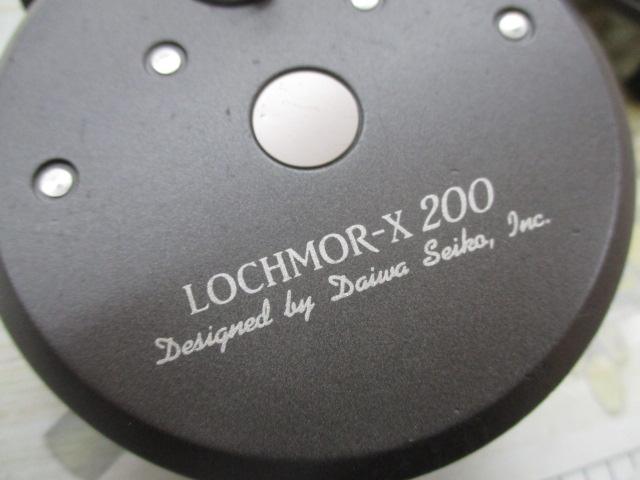 LOCHMOR-X 200
Designed by Daiwa Seiko, Inc.